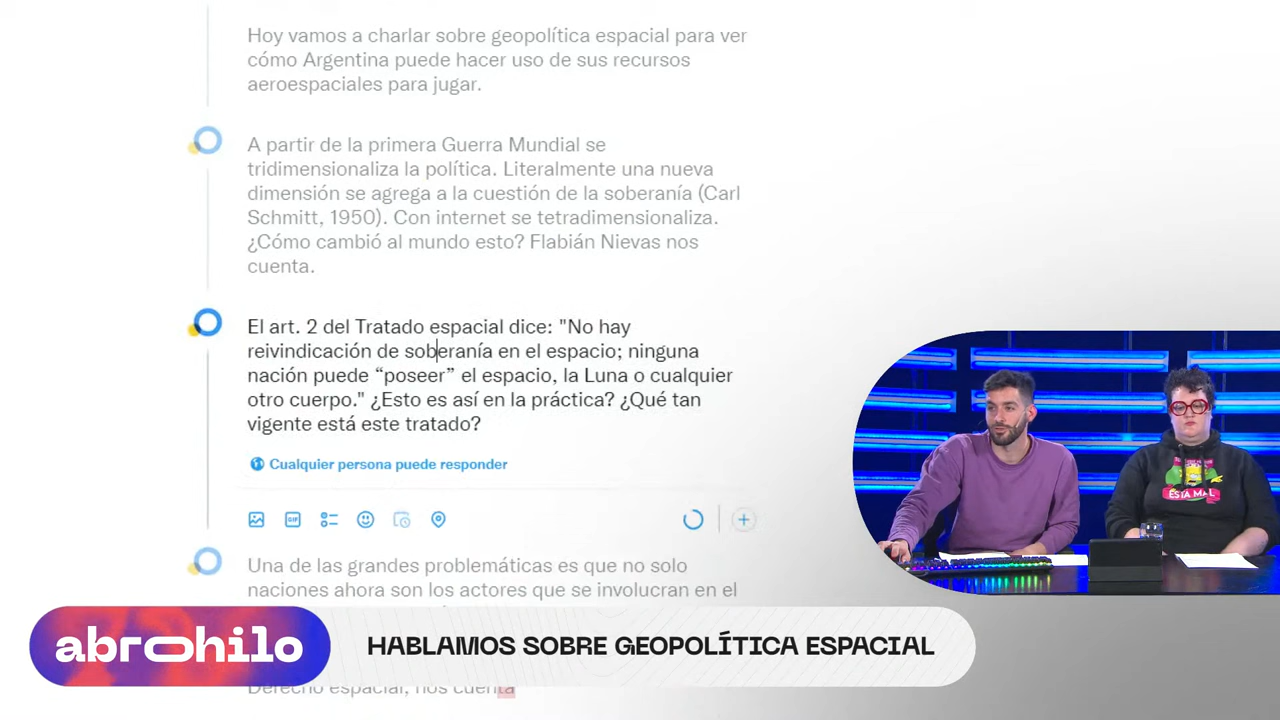 Hoy vamos a charlar sobre geopolítica espacial para ver
cómo Argentina puede hacer uso de sus recursos
aeroespaciales para jugar.
A partir de la primera Guerra Mundial se
tridimensionaliza la política. Literalmente una nueva
dimensión se agrega a la cuestión de la soberanía (Carl
Schmitt, 1950). Con internet se tetradimensionaliza.
¿Cómo cambió al mundo esto? Flabián Nievas nos
cuenta.
El art. 2 del Tratado espacial dice: "No hay
reivindicación de soberanía en el espacio; ninguna
nación puede “poseer” el espacio, la Luna o cualquier
otro cuerpo." ¿Esto es así en la práctica? ¿Qué tan
vigente está este tratado?
Cualquier persona puede responder
GIF
Una de las grandes problemáticas es que no solo
naciones ahora son los actores que se involucran en el
ESTÁ MAL
abrohilo
HABLAMOS SOBRE GEOPOLÍTICA ESPACIAL
Derecho espacial, nos cuenta